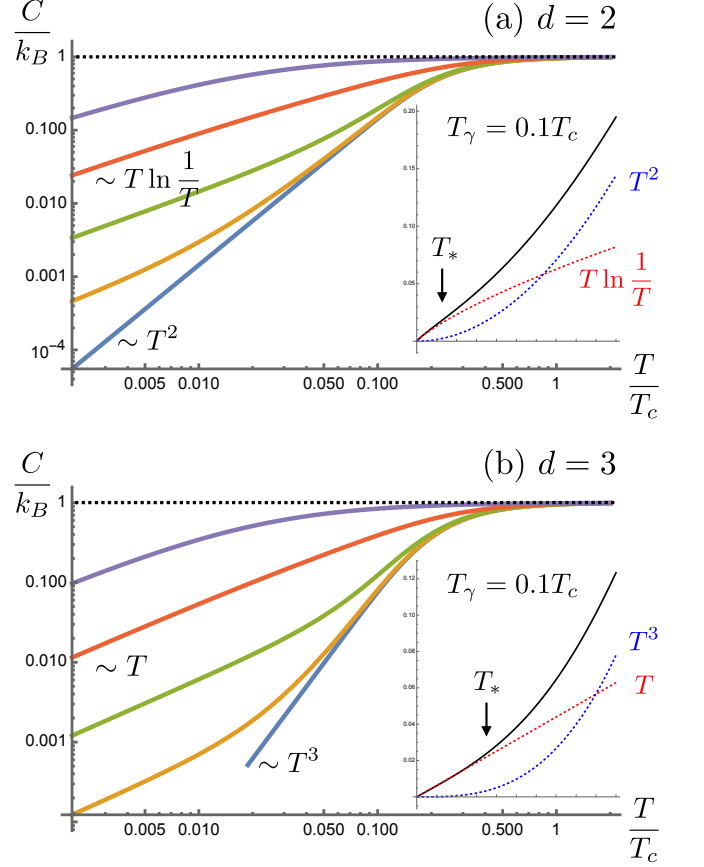 C/k_B
(a) d = 2
1
0.100
0.010
0.001
10⁻⁴
∼ T ln 1/T
∼ T²
0.005 0.010 0.050 0.100 0.500 1
T/T_c
T_γ = 0.1T_c
0.20
0.15
0.10
0.05
T_*
T²
T ln 1/T
C/k_B
(b) d = 3
1
0.100
0.010
0.001
∼ T
∼ T³
0.005 0.010 0.050 0.100 0.500 1
T/T_c
T_γ = 0.1T_c
0.12
0.10
0.08
0.06
0.04
0.02
T_*
T³
T